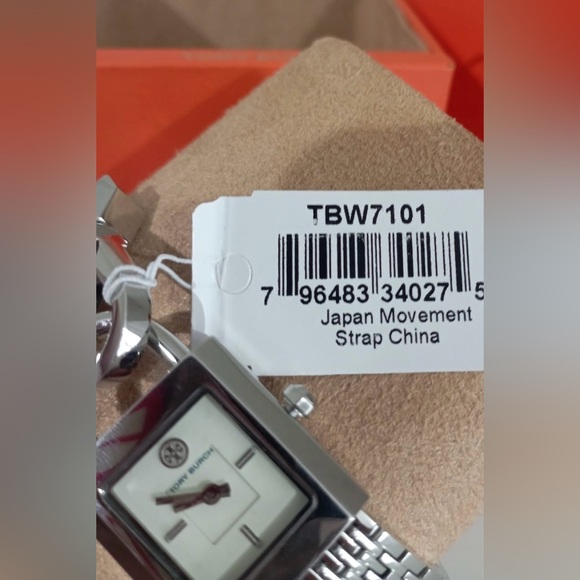 TBW7101
7 96483 34027 5
Japan Movement
Strap China
TORY BURCH